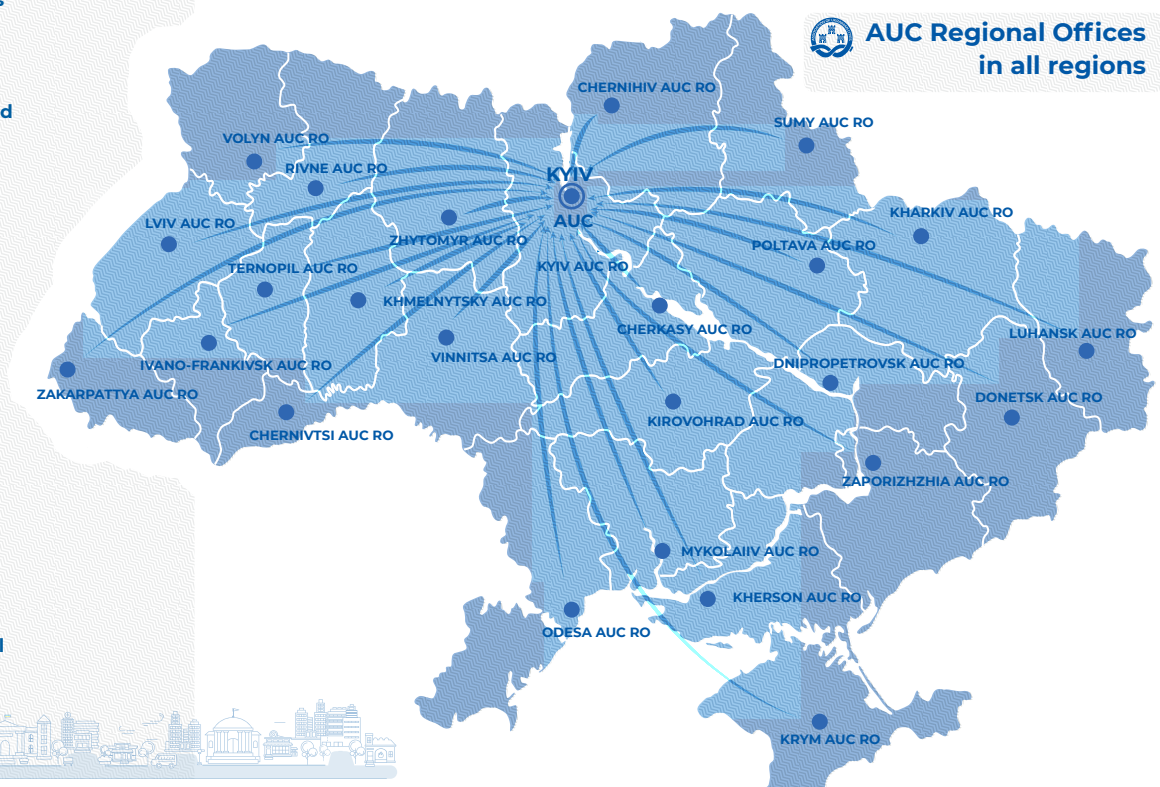 s
AUC Regional Offices
in all regions
d
CHERNIHIV AUC RO
SUMY AUC RO
VOLYN AUC RO
RIVNE AUC RO
KYIV
AUC
LVIV AUC RO
KHARKIV AUC RO
ZHYTOMYR AUC RO
POLTAVA AUC RO
TERNOPIL AUC RO
KYIV AUC RO
KHMELNYTSKY AUC RO
CHERKASY AUC RO
LUHANSK AUC RO
VINNITSA AUC RO
IVANO-FRANKIVSK AUC RO
DNIPROPETROVSK AUC RO
ZAKARPATTYA AUC RO
DONETSK AUC RO
KIROVOHRAD AUC RO
CHERNIVTSI AUC RO
ZAPORIZHZHIA AUC RO
MYKOLAIIV AUC RO
KHERSON AUC RO
ODESA AUC RO
KRYM AUC RO